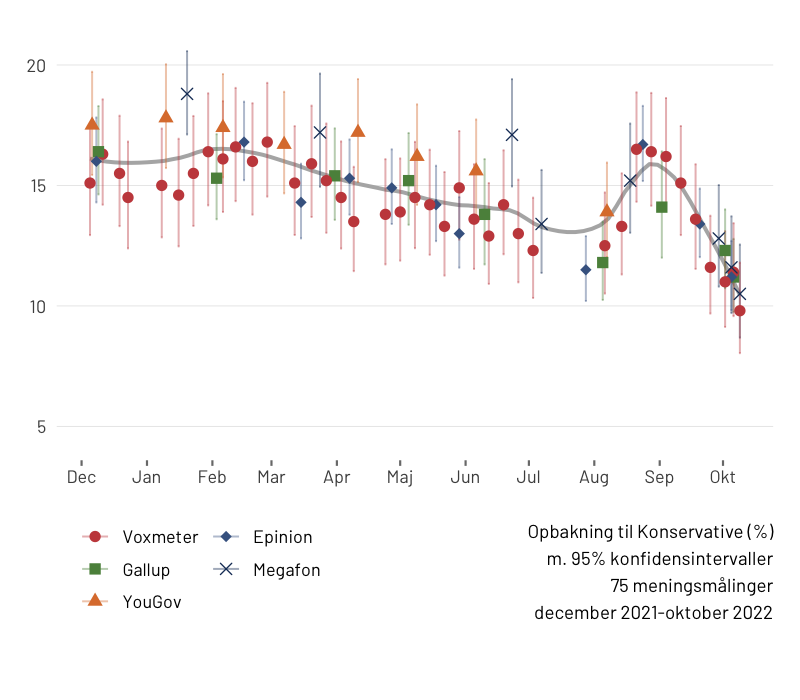 20
15
10
5
Dec Jan Feb Mar Apr Maj Jun Jul Aug Sep Okt
Voxmeter Epinion
Gallup Megafon
YouGov
Opbakning til Konservative (%)
m. 95% konfidensintervaller
75 meningsmålinger
december 2021-oktober 2022